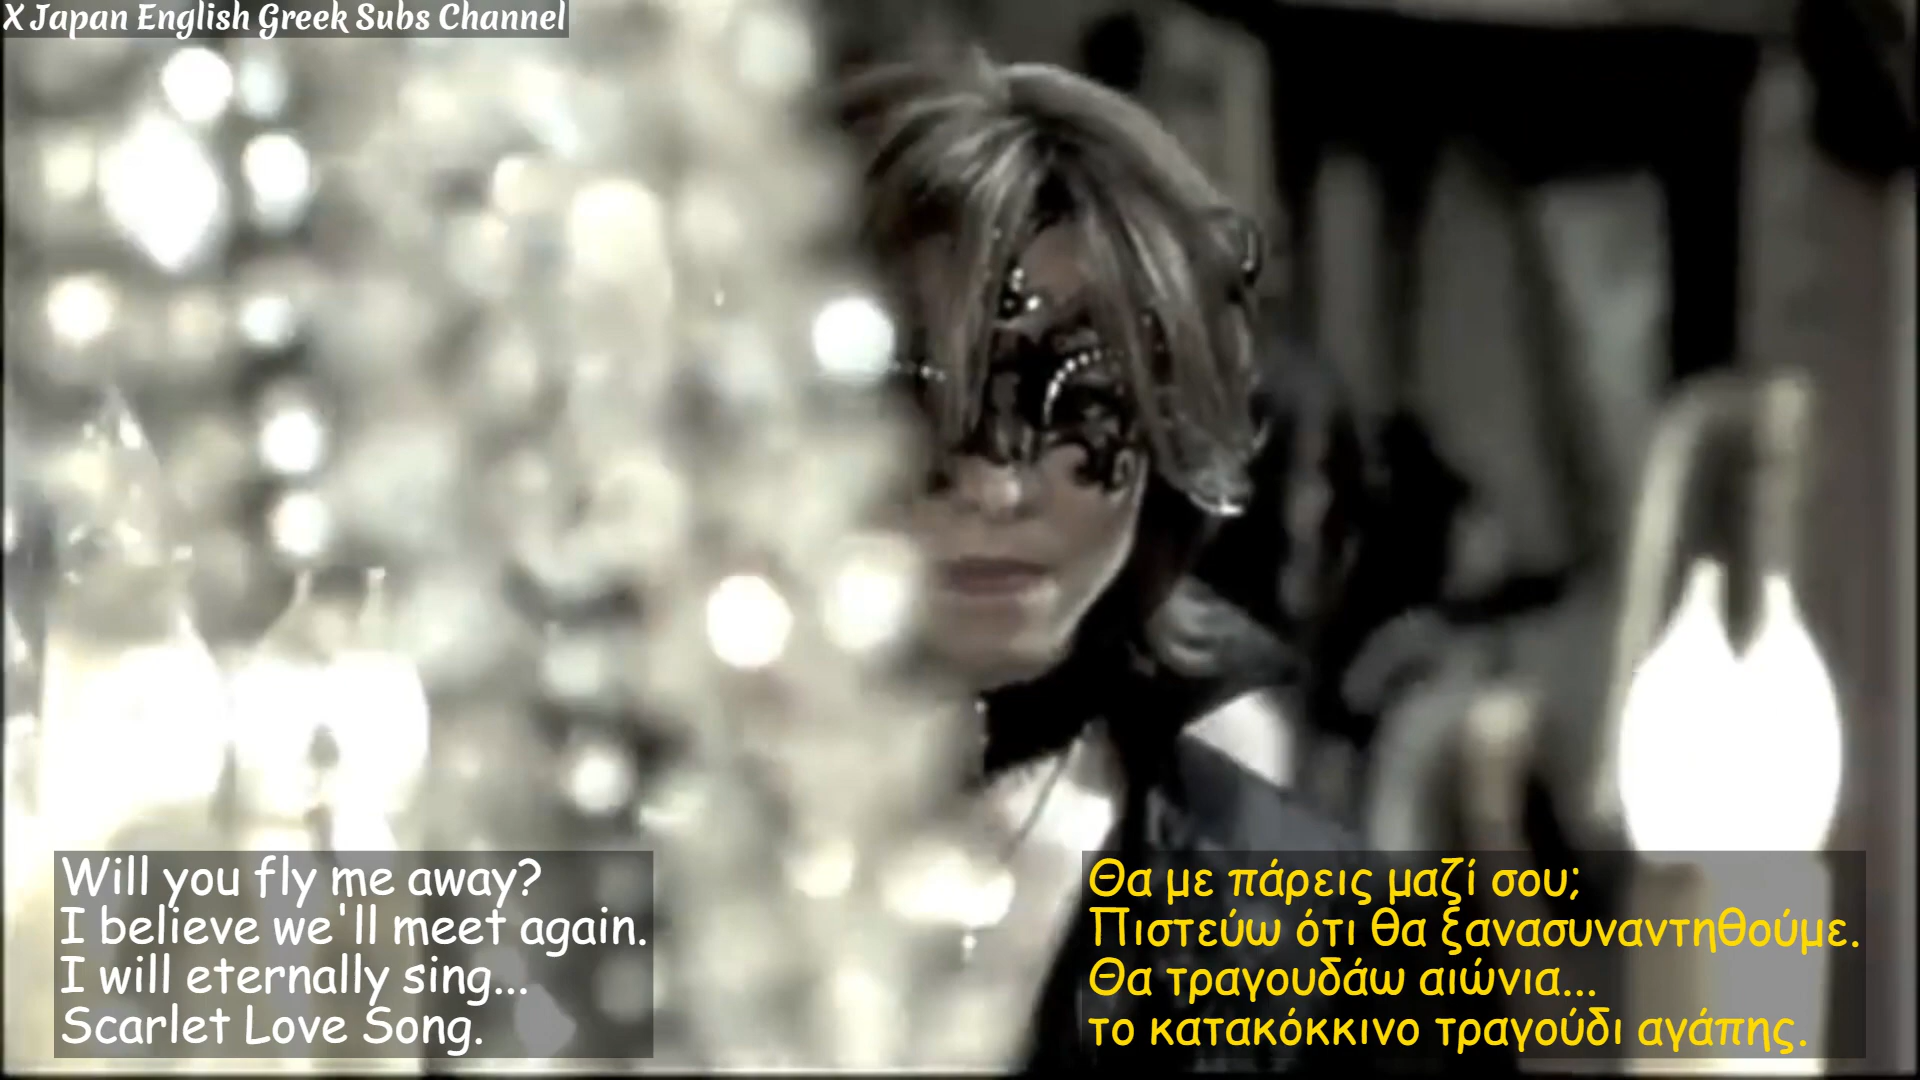 X Japan English Greek Subs Channel
Will you fly me away?
I believe we'll meet again.
I will eternally sing...
Scarlet Love Song.
Θα με πάρεις μαζί σου;
Πιστεύω ότι θα ξανασυναντηθούμε.
Θα τραγουδάω αιώνια...
το κατακόκκινο τραγούδι αγάπης.